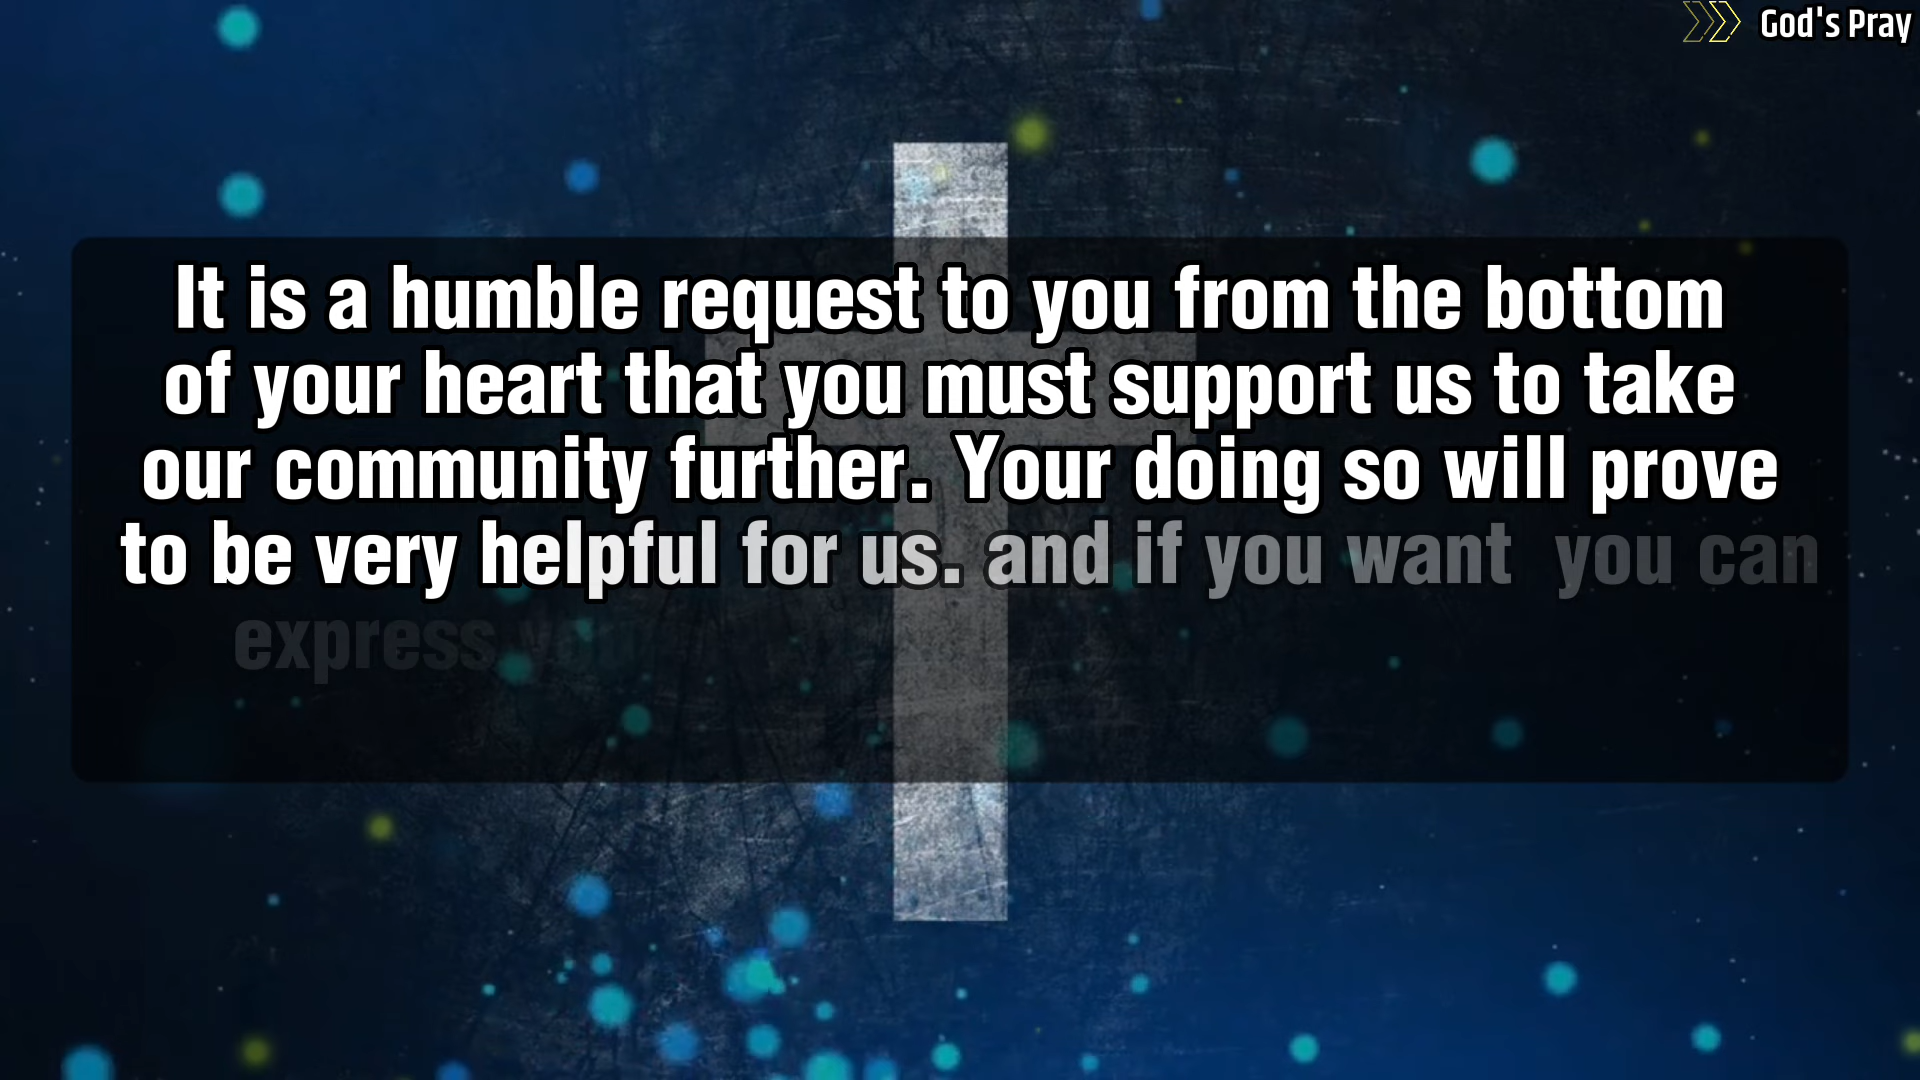 God's Pray
It is a humble request to you from the bottom
of your heart that you must support us to take
our community further. Your doing so will prove
to be very helpful for us. and if you want you can
express you